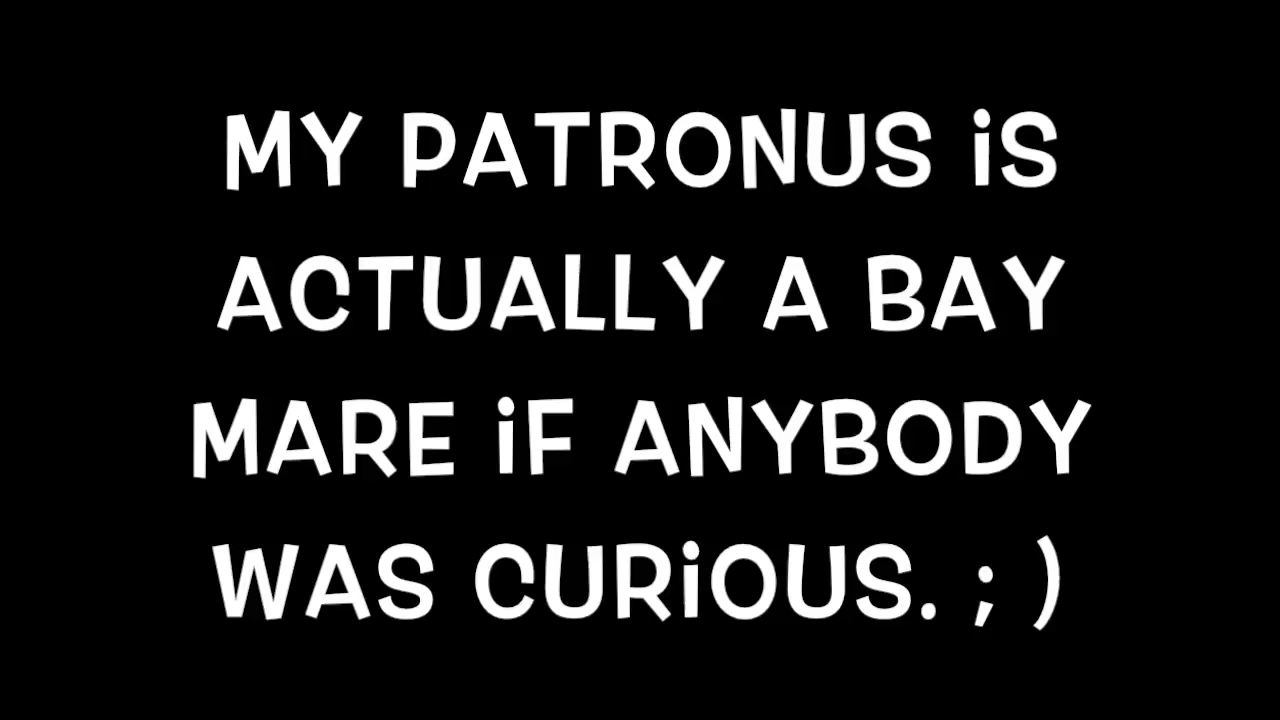 MY PATRONUS iS
ACTUALLY A BAY
MARE iF ANYBODY
WAS CURiOUS. ; )